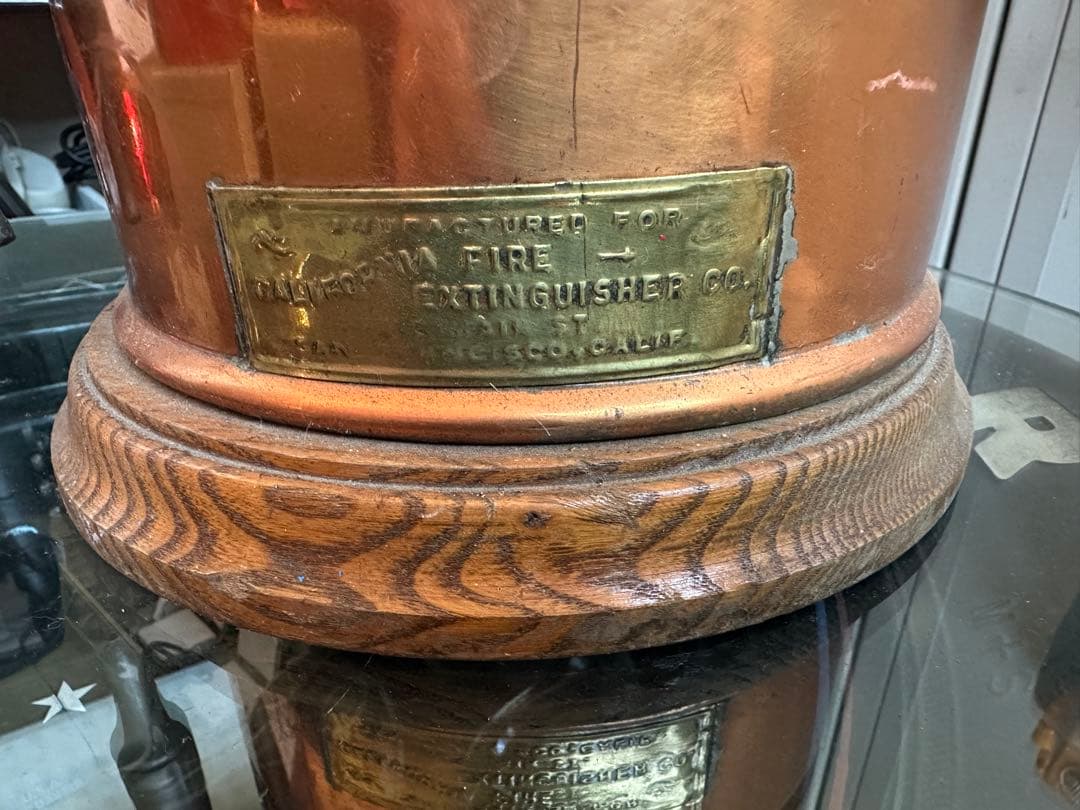 MANUFACTURED FOR
CALIFORNIA FIRE
EXTINGUISHER CO.
ST.
CALIF.